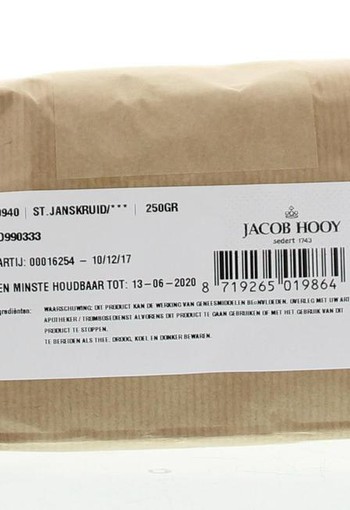 0940 | ST.JANSKRUID/*** | 250GR
0990333
JACOB HOOY
sedert 1743
ARTIJ: 00016254 – 10/12/17
EN MINSTE HOUDBAAR TOT: 13-06-2020
8 719265 019864
grediënten:
WAARSCHUWING: DIT PRODUCT KAN DE WERKING VAN GENEESMIDDELEN BEINVLOEDEN. OVERLEG MET UW ART
APOTHEKER / TROMBOSEDIENST ALVORENS DIT PRODUCT TE GAAN GEBRUIKEN OF MET HET GEBRUIK VAN DIT
PRODUCT TE STOPPEN.
TE BEREIDEN ALS THEE. DROOG, KOEL EN DONKER BEWAREN.